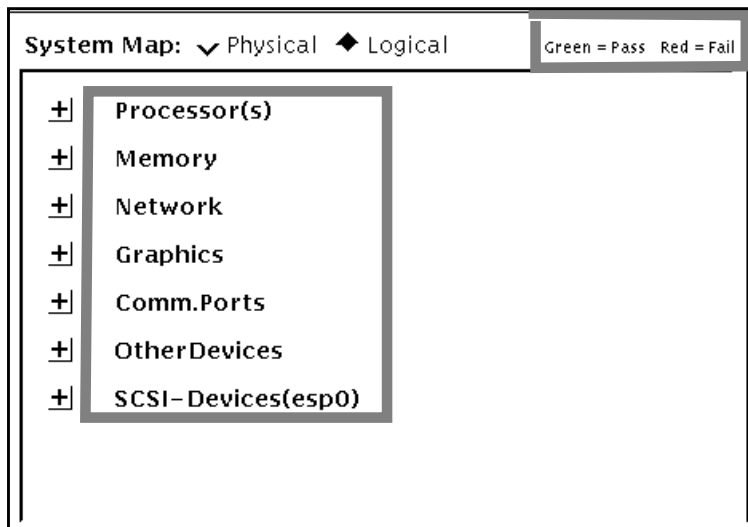 System Map: Physical Logical Green = Pass Red = Fail
+ Processor(s)
+ Memory
+ Network
+ Graphics
+ Comm.Ports
+ OtherDevices
+ SCSI-Devices(esp0)